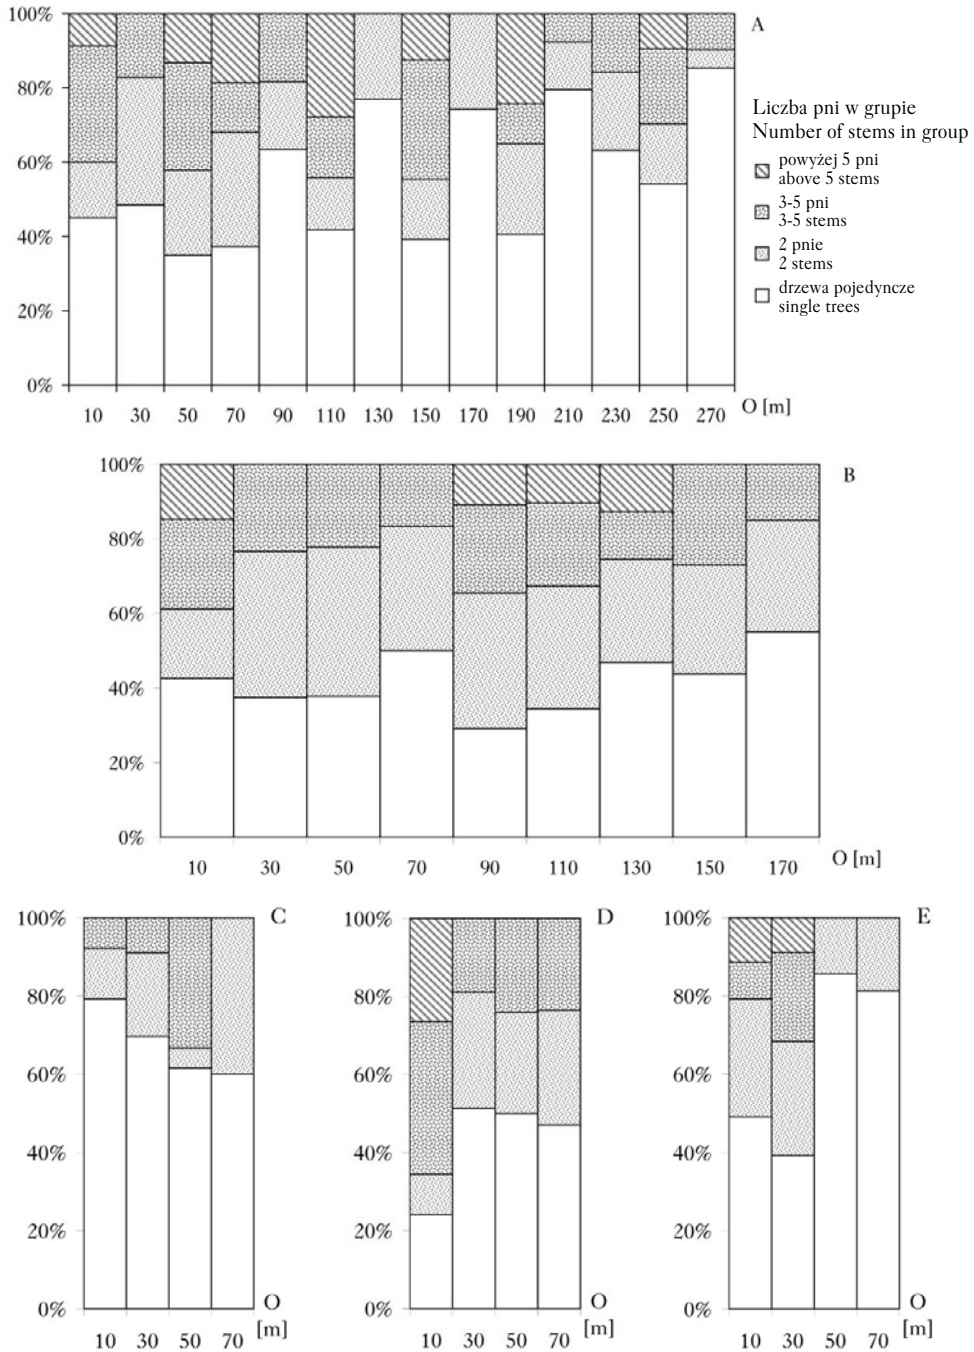 100%
80%
60%
40%
20%
0%
10 30 50 70 90 110 130 150 170 190 210 230 250 270
O [m]
A
Liczba pni w grupie
Number of stems in group
powyżej 5 pni
above 5 stems
3-5 pni
3-5 stems
2 pnie
2 stems
drzewa pojedyncze
single trees
100%
80%
60%
40%
20%
0%
10 30 50 70 90 110 130 150 170
O [m]
B
100%
80%
60%
40%
20%
0%
10 30 50 70
O
[m]
C
100%
80%
60%
40%
20%
0%
10 30 50 70
O
[m]
D
100%
80%
60%
40%
20%
0%
10 30 50 70
O
[m]
E